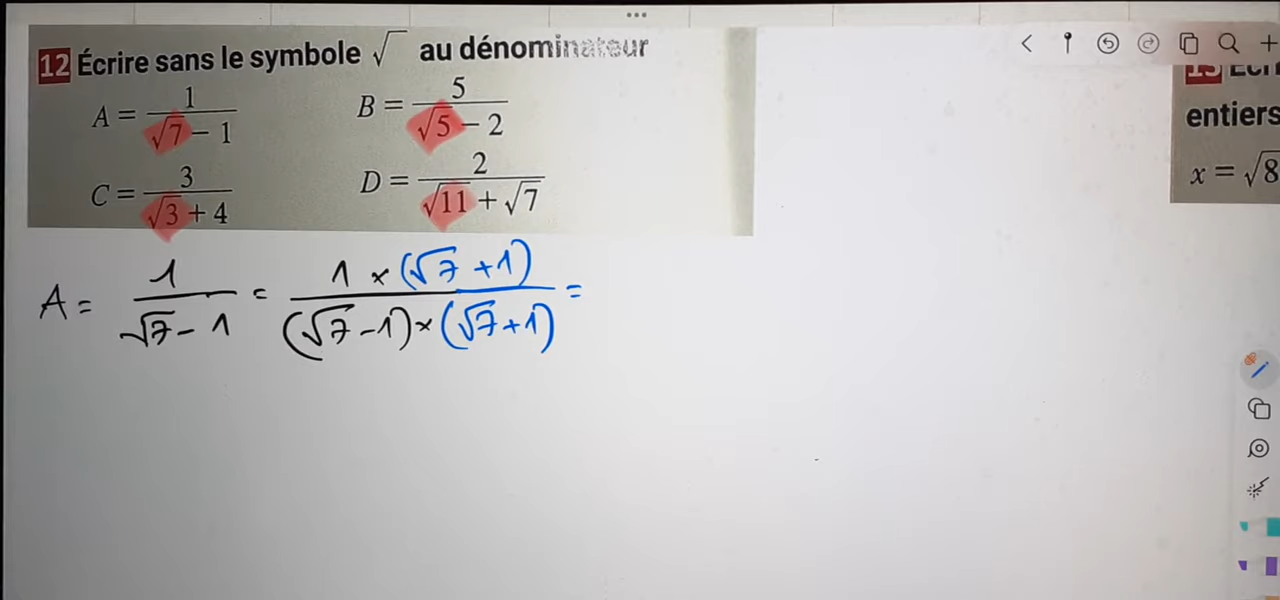 12 Écrire sans le symbole √ au dénominateur
A = 1/(√7 − 1)
B = 5/(√5 − 2)
C = 3/(√3 + 4)
D = 2/(√11 + √7)
entiers
x = √8
A = 1/(√7 − 1) = 1 × (√7 + 1)/((√7 − 1) × (√7 + 1)) =